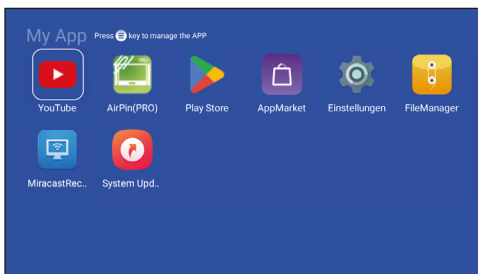 My App Press key to manage the APP
YouTube AirPin(PRO) Play Store AppMarket Einstellungen FileManager
MiracastRec.. System Upd..